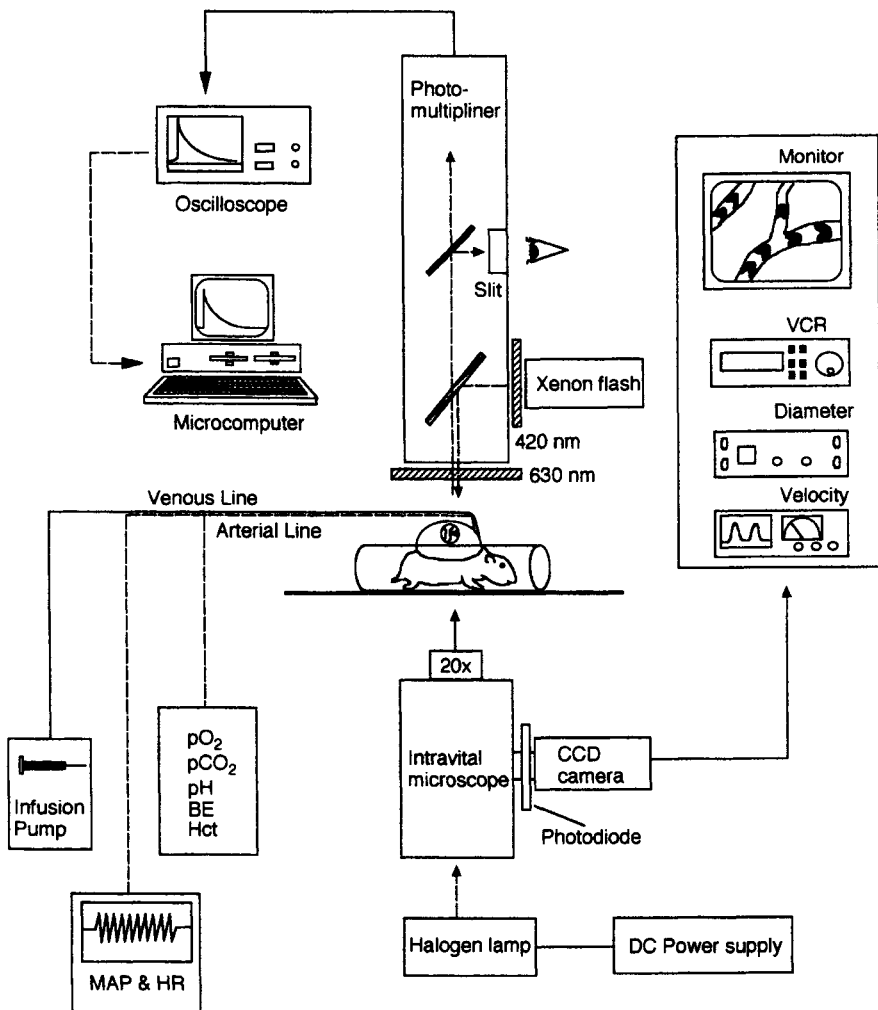 Photo-
multipliner
Oscilloscope
Slit
Microcomputer
Xenon flash
420 nm
630 nm
Monitor
VCR
Diameter
Velocity
Venous Line
Arterial Line
20x
Infusion
Pump
pO₂
pCO₂
pH
BE
Hct
MAP & HR
Intravital
microscope
CCD
camera
Photodiode
Halogen lamp
DC Power supply